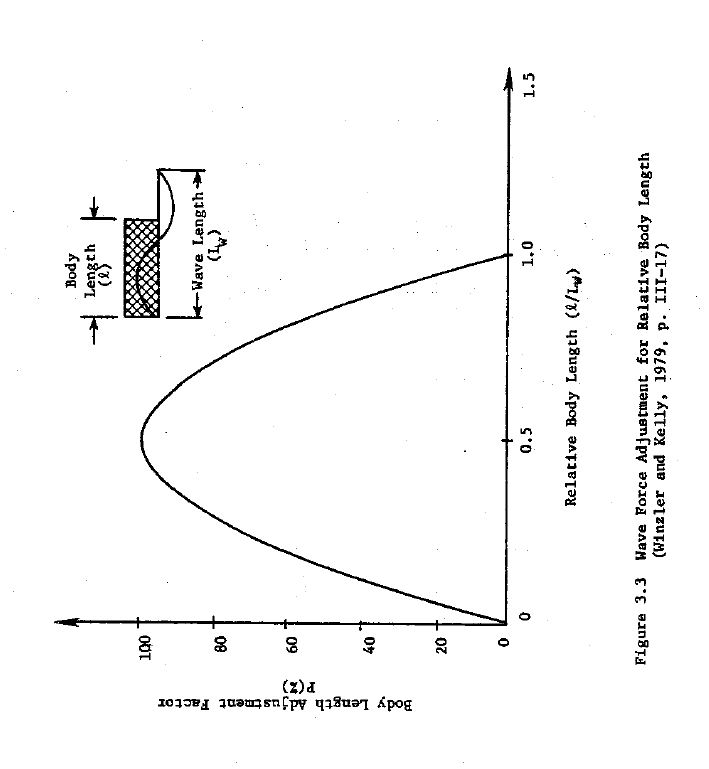 Body Length Adjustment Factor
P(%)
100
80
60
40
20
0
0
0.5
1.0
1.5
Relative Body Length (ℓ/Lw)
Body
Length
(ℓ)
Wave Length
(Lw)
Figure 3.3 Wave Force Adjustment for Relative Body Length
(Winzler and Kelly, 1979, p. III-17)